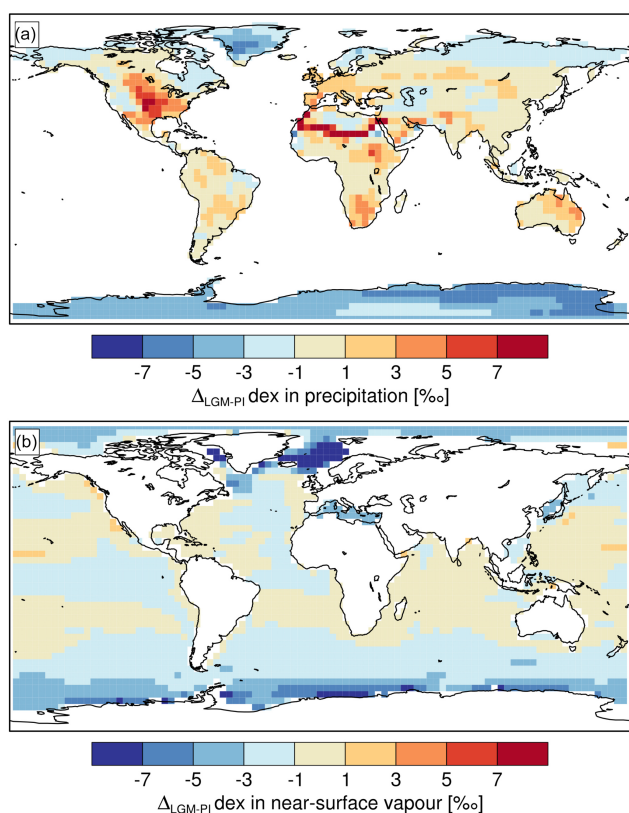 (a)
-7 -5 -3 -1 1 3 5 7
ΔLGM-PI dex in precipitation [‰]
(b)
-7 -5 -3 -1 1 3 5 7
ΔLGM-PI dex in near-surface vapour [‰]